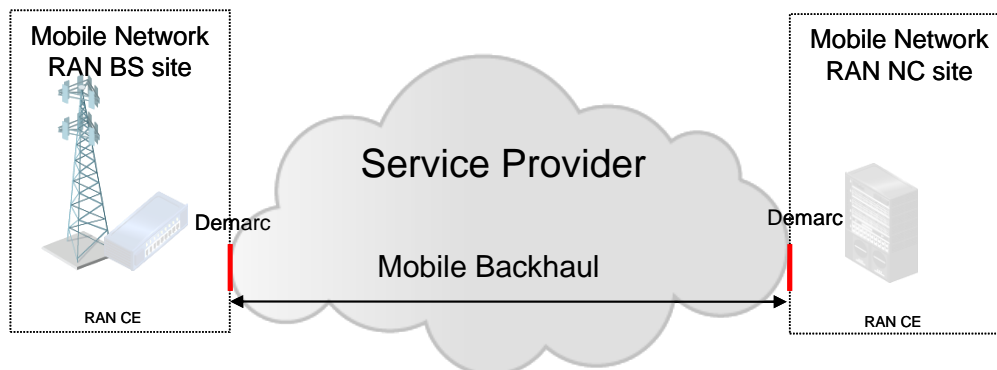 Mobile Network
RAN BS site
Demarc
RAN CE
Service Provider
Mobile Backhaul
Mobile Network
RAN NC site
Demarc
RAN CE